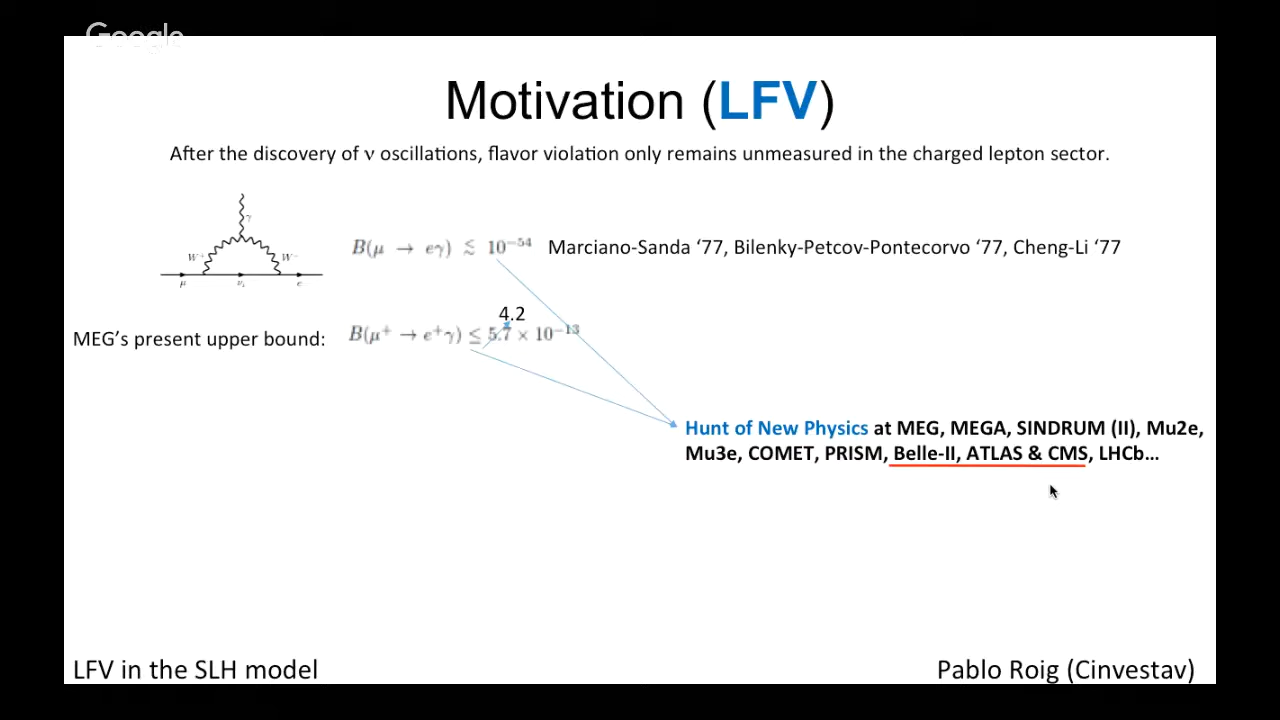 Google
Motivation (LFV)
After the discovery of ν oscillations, flavor violation only remains unmeasured in the charged lepton sector.
γ
W⁺ W⁻
μ νᵢ e
B(μ → eγ) ≲ 10⁻⁵⁴ Marciano-Sanda ‘77, Bilenky-Petcov-Pontecorvo ‘77, Cheng-Li ‘77
4.2
MEG’s present upper bound: B(μ⁺ → e⁺γ) ≤ 5.7 × 10⁻¹³
Hunt of New Physics at MEG, MEGA, SINDRUM (II), Mu2e,
Mu3e, COMET, PRISM, Belle-II, ATLAS & CMS, LHCb...
LFV in the SLH model
Pablo Roig (Cinvestav)